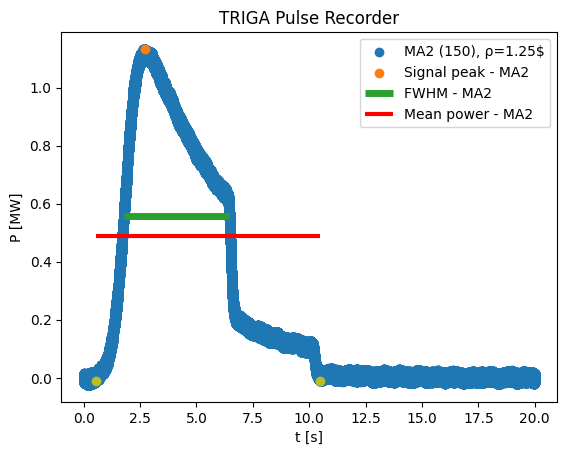 TRIGA Pulse Recorder
MA2 (150), ρ=1.25$
Signal peak - MA2
FWHM - MA2
Mean power - MA2
P [MW]
1.0
0.8
0.6
0.4
0.2
0.0
0.0 2.5 5.0 7.5 10.0 12.5 15.0 17.5 20.0
t [s]